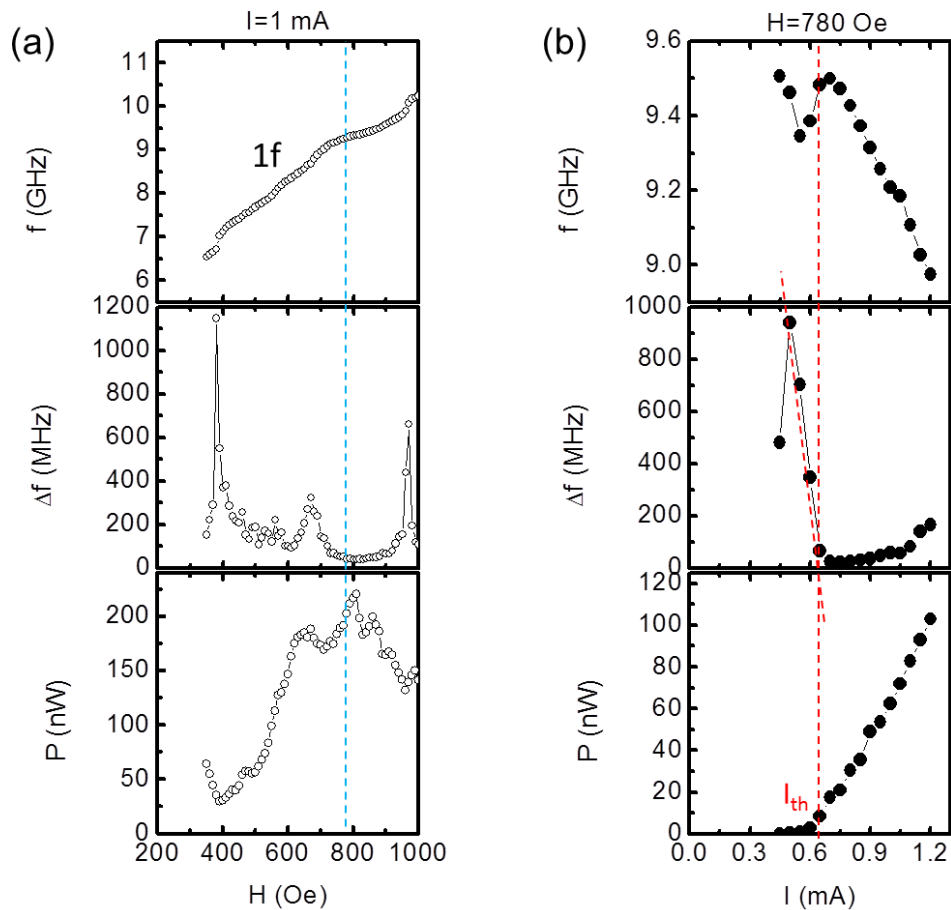 (a)
I=1 mA
11
10
9
8
7
6
f (GHz)
1f
1200
1000
800
600
400
200
0
Δf (MHz)
200
150
100
50
0
P (nW)
200 400 600 800 1000
H (Oe)
(b)
H=780 Oe
9.6
9.4
9.2
9.0
f (GHz)
1000
800
600
400
200
0
Δf (MHz)
120
100
80
60
40
20
0
P (nW)
I_th
0.0 0.3 0.6 0.9 1.2
I (mA)